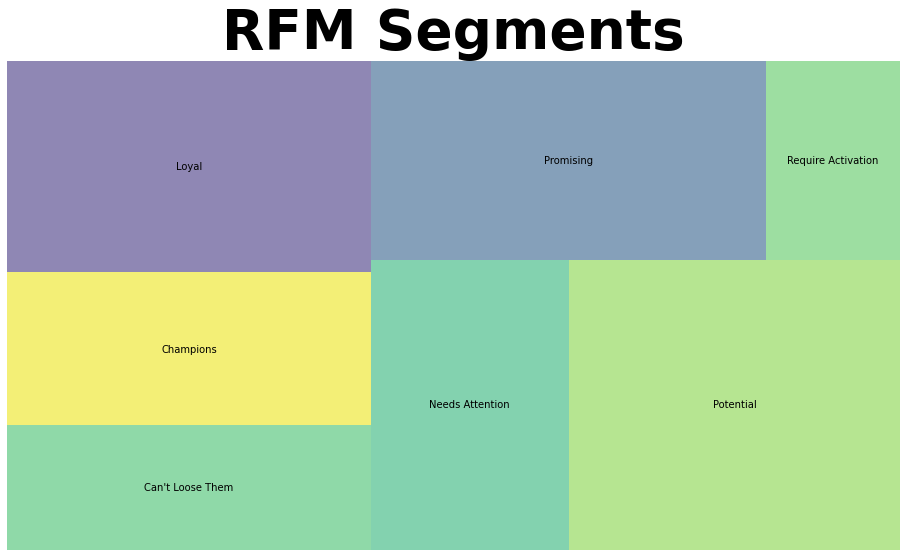 RFM Segments
Loyal
Promising
Require Activation
Champions
Needs Attention
Potential
Can't Loose Them